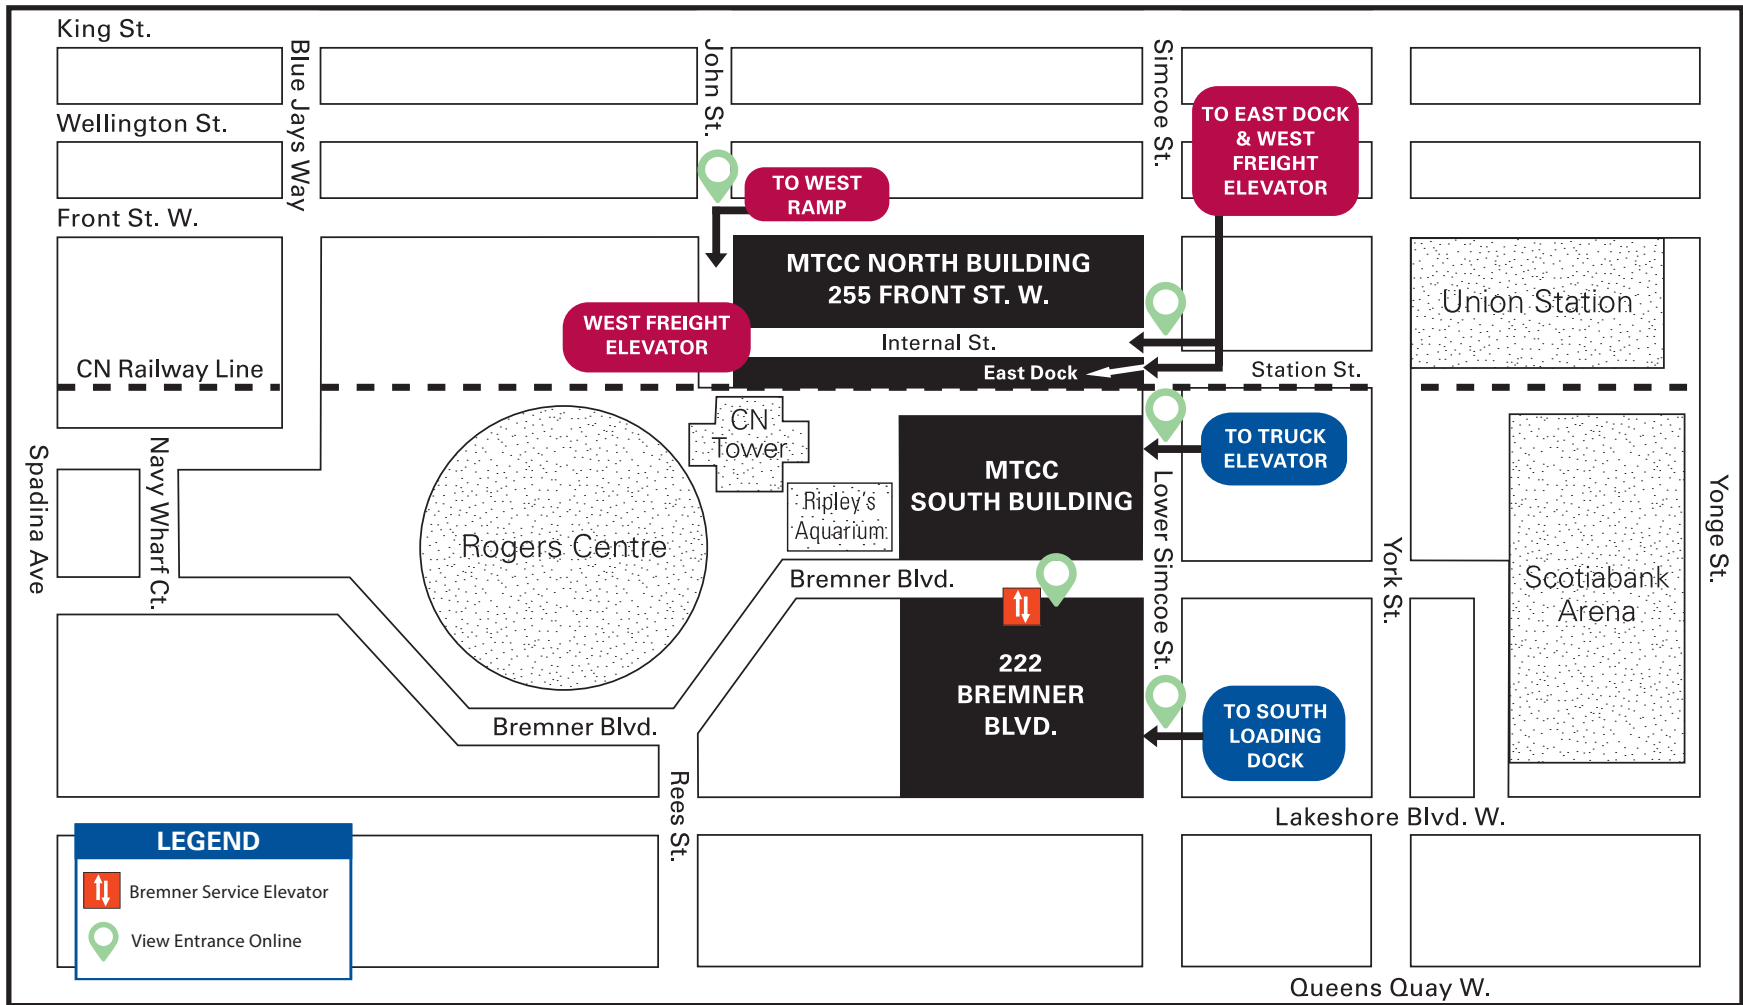 King St.
Blue Jays Way
John St.
Simcoe St.
Wellington St.
TO EAST DOCK
& WEST
FREIGHT
ELEVATOR
TO WEST
RAMP
Front St. W.
MTCC NORTH BUILDING
255 FRONT ST. W.
Union Station
WEST FREIGHT
ELEVATOR
Internal St.
CN Railway Line
East Dock
Station St.
CN
Tower
TO TRUCK
ELEVATOR
Spadina Ave
Navy Wharf Ct.
MTCC
SOUTH BUILDING
Lower Simcoe St.
Yonge St.
Ripley's
Aquarium
Rogers Centre
Bremner Blvd.
York St.
Scotiabank
Arena
222
BREMNER
BLVD.
Bremner Blvd.
TO SOUTH
LOADING
DOCK
Rees St.
Lakeshore Blvd. W.
LEGEND
Bremner Service Elevator
View Entrance Online
Queens Quay W.